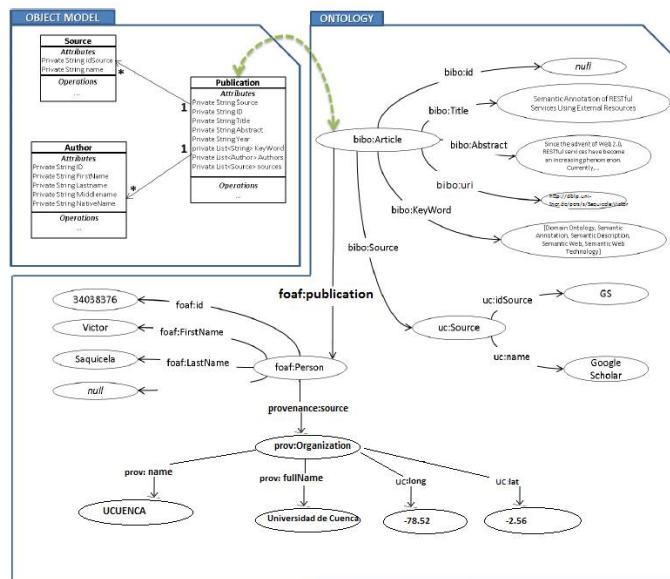 OBJECT MODEL
Source
Attributes
Private String idSource
Private String name
Operations
...
*
1
Publication
Attributes
Private String Source
Private String ID
Private String Title
Private String Abstract
Private String Year
private List<String> KeyWord
Private List<Author> Authors
Private List<Source> sources
Operations
...
1
*
Author
Attributes
Private String ID
Private String FirstName
Private String Lastname
Private String Middlename
Private String NativeName
Operations
...
ONTOLOGY
bibo:Article
bibo:id
null
bibo:Title
Semantic Annotation of RESTful
Services Using External Resources
bibo:Abstract
Since the advent of Web 2.0,
RESTful services have become
an increasing phenomenon.
Currently,...
bibo:uri
bibo:KeyWord
[Domain Ontology, Semantic
Annotation, Semantic Description,
Semantic Web, Semantic Web
Technology]
bibo:Source
uc:Source
uc:idSource
GS
uc:name
Google
Scholar
foaf:publication
foaf:Person
foaf:id
34038376
foaf:FirstName
Victor
foaf:LastName
Saquicela
null
provenance:source
prov:Organization
prov: name
UCUENCA
prov: fullName
Universidad de Cuenca
uc:long
-78.52
uc:lat
-2.56